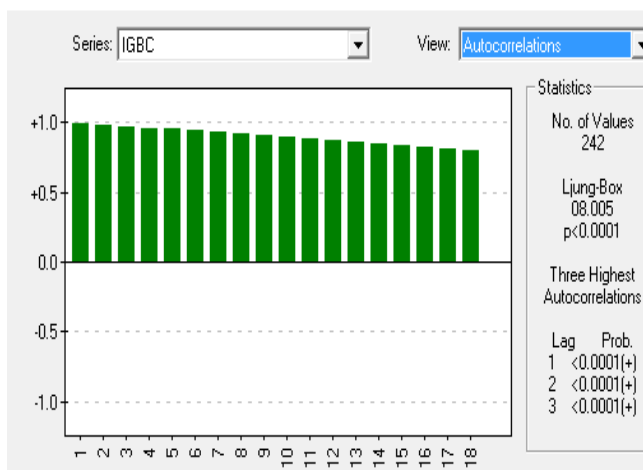 Series: IGBC View: Autocorrelations
Statistics
No. of Values
242
Ljung-Box
08.005
p<0.0001
Three Highest
Autocorrelations
Lag Prob.
1 <0.0001(+)
2 <0.0001(+)
3 <0.0001(+)
+1.0
+0.5
0.0
-0.5
-1.0
1 2 3 4 5 6 7 8 9 10 11 12 13 14 15 16 17 18